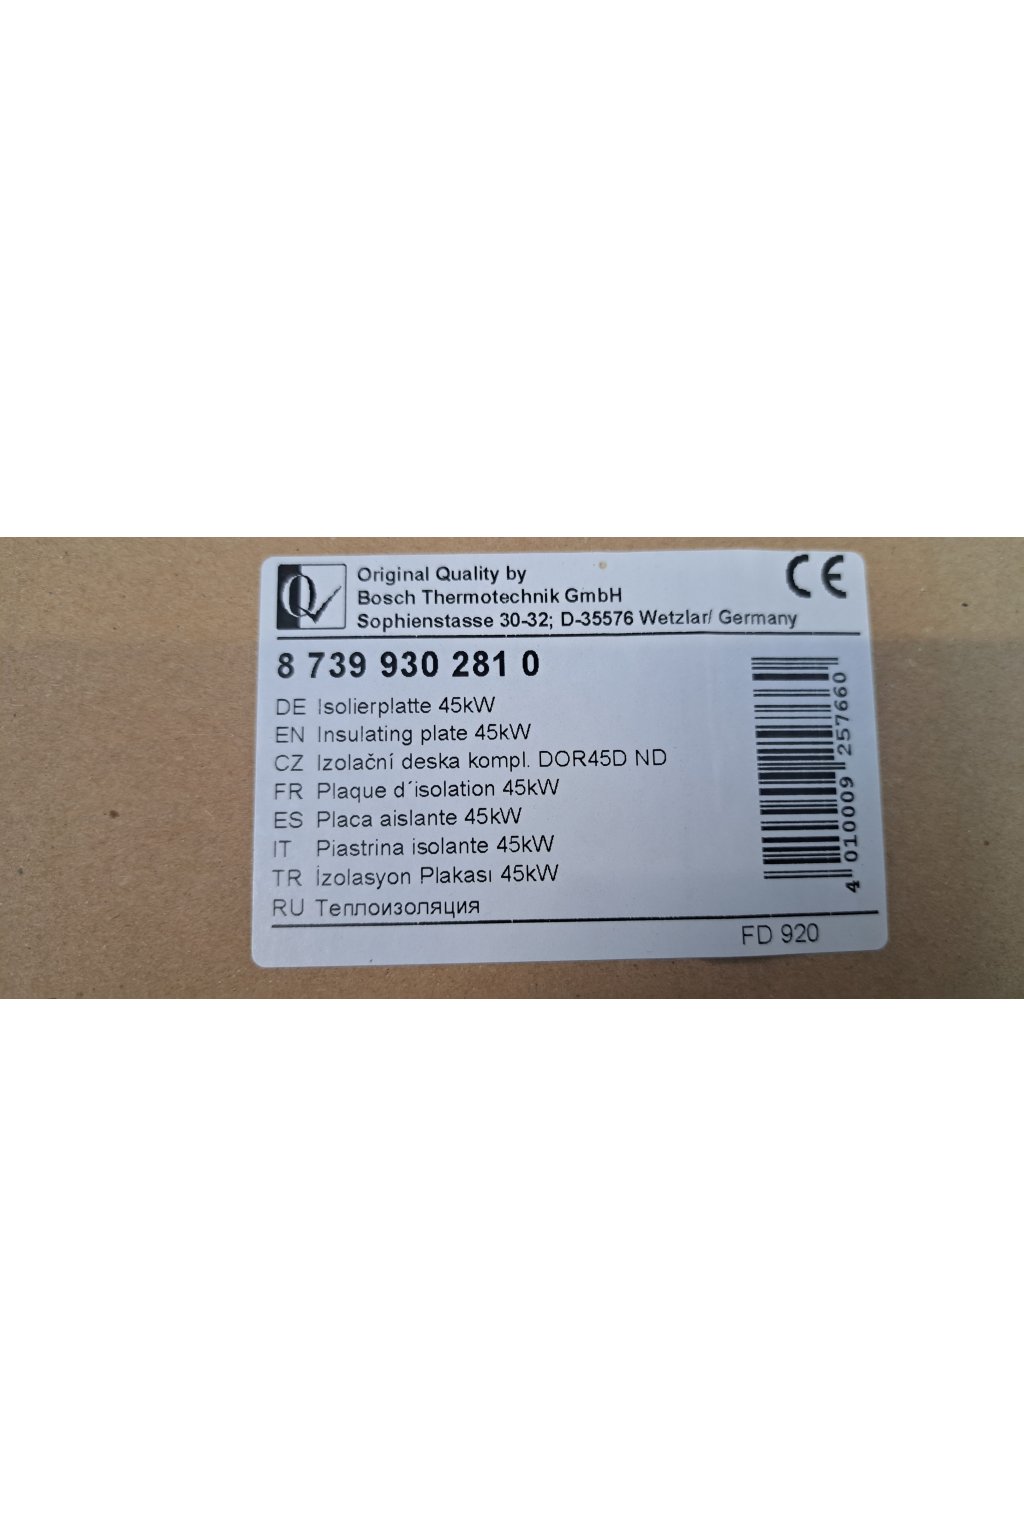 Q
Original Quality by
Bosch Thermotechnik GmbH
Sophienstasse 30-32; D-35576 Wetzlar/ Germany
CE
8 739 930 281 0
DE Isolierplatte 45kW
EN Insulating plate 45kW
CZ Izolační deska kompl. DOR45D ND
FR Plaque d´isolation 45kW
ES Placa aislante 45kW
IT Piastrina isolante 45kW
TR İzolasyon Plakası 45kW
RU Теплоизоляция
4 010009 257660
FD 920